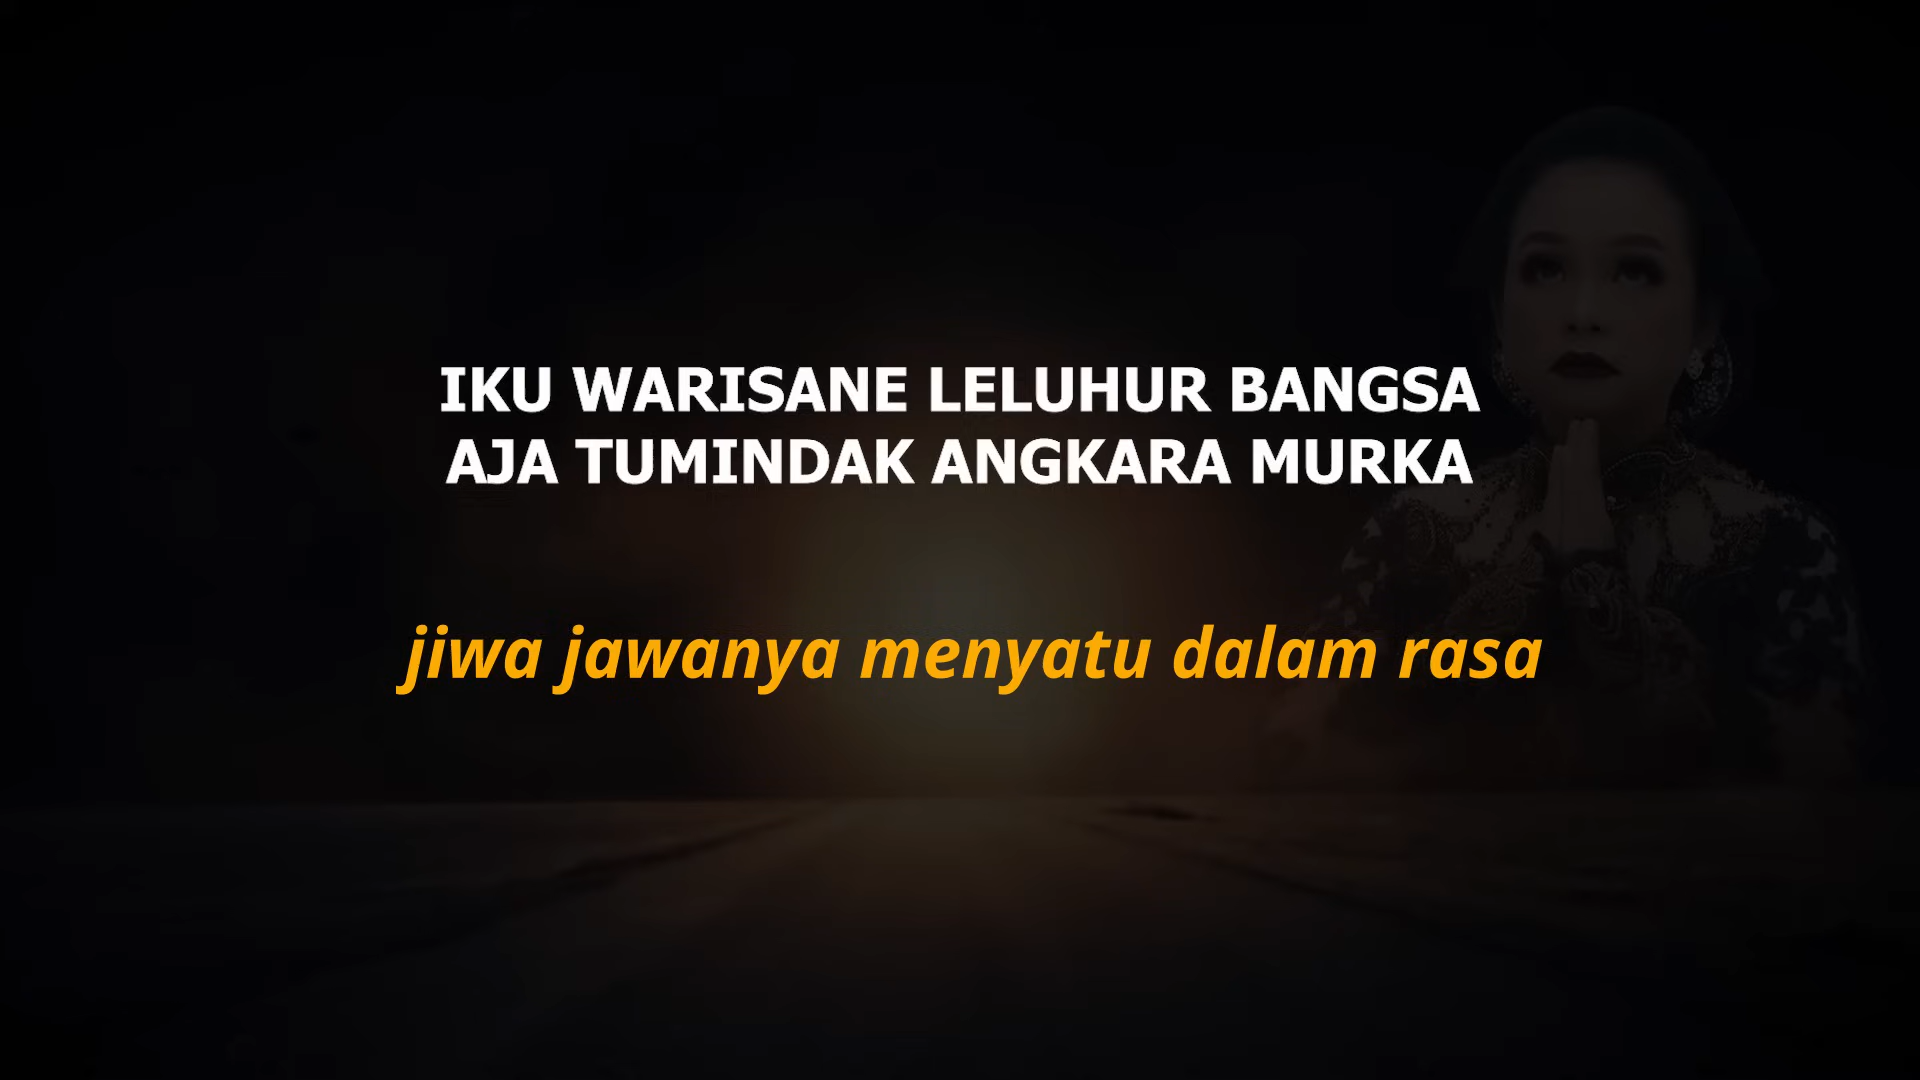 IKU WARISANE LELUHUR BANGSA
AJA TUMINDAK ANGKARA MURKA
jiwa jawanya menyatu dalam rasa